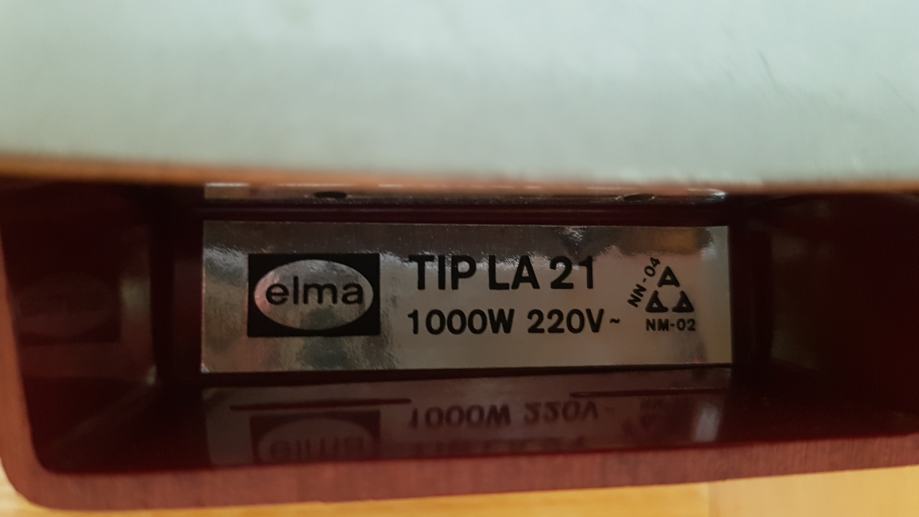 elma
TIP LA 21
1000W 220V~
NN-04
NM-02